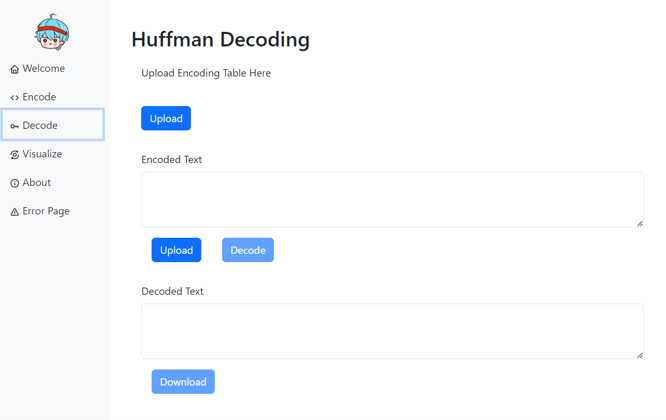 Huffman Decoding
Welcome
Upload Encoding Table Here
Encode
Upload
Decode
Visualize
Encoded Text
About
Error Page
Upload
Decode
Decoded Text
Download